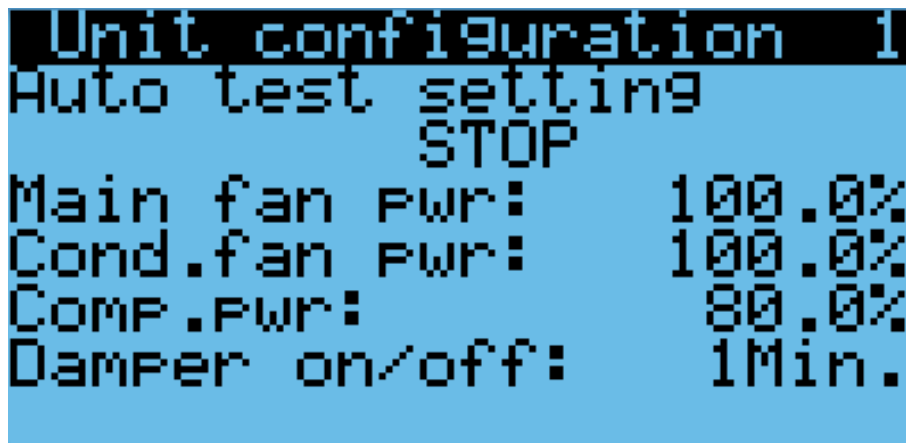 Unit configuration 1
Auto test setting
STOP
Main fan pwr: 100.0%
Cond.fan pwr: 100.0%
Comp.pwr: 80.0%
Damper on/off: 1Min.